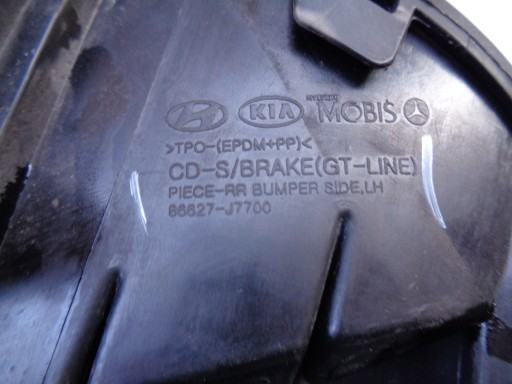 KIA HYUNDAI MOBIS
>TPO-(EPDM+PP)<
CD-S/BRAKE(GT-LINE)
PIECE-RR BUMPER SIDE,LH
86627-J7700